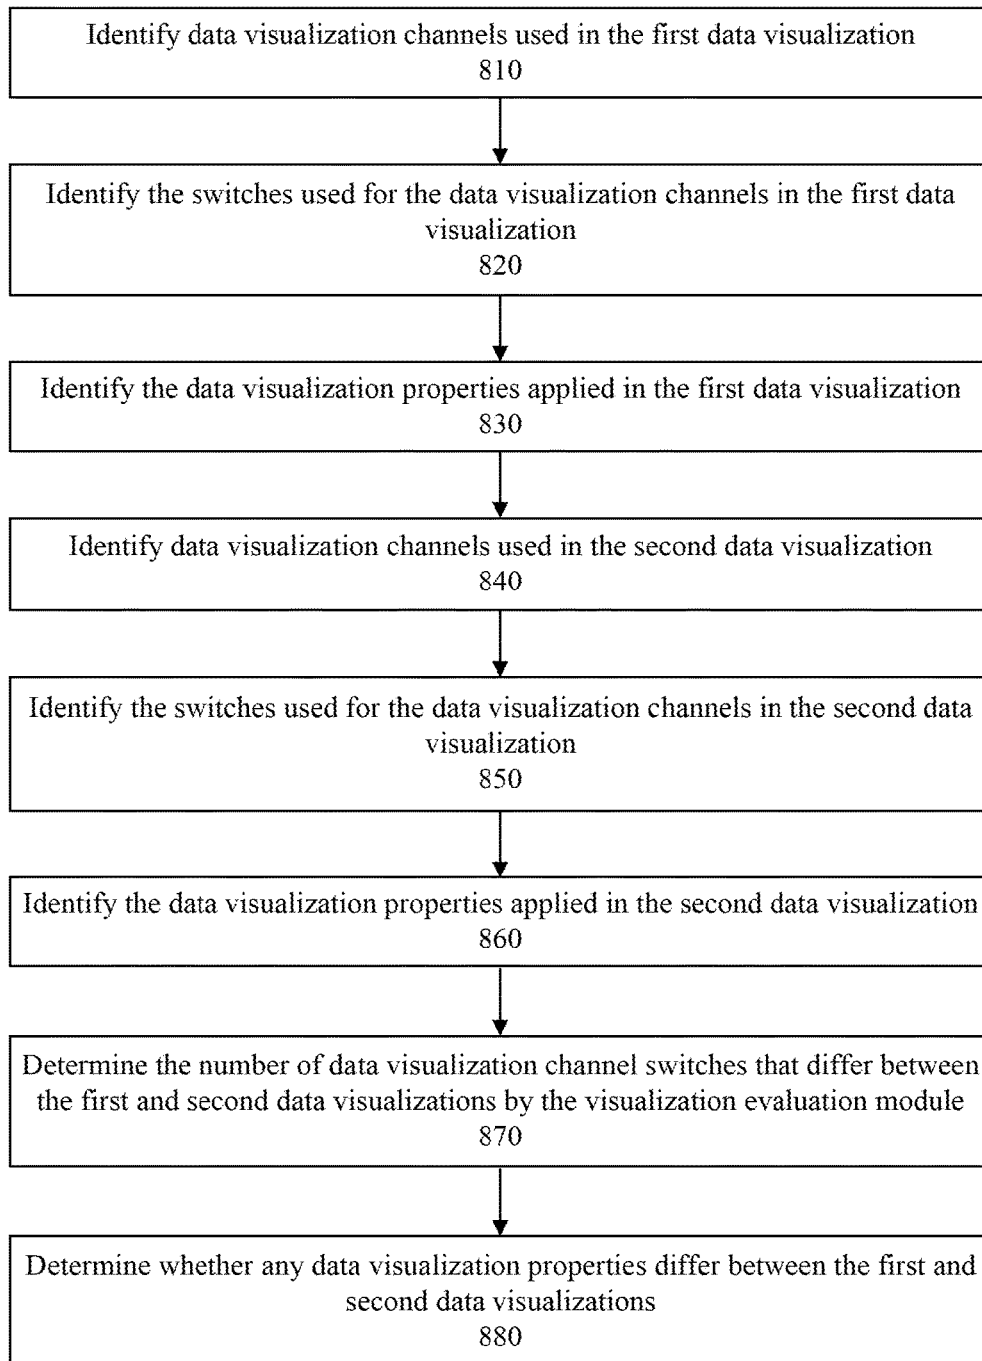 Identify data visualization channels used in the first data visualization
810
Identify the switches used for the data visualization channels in the first data
visualization
820
Identify the data visualization properties applied in the first data visualization
830
Identify data visualization channels used in the second data visualization
840
Identify the switches used for the data visualization channels in the second data
visualization
850
Identify the data visualization properties applied in the second data visualization
860
Determine the number of data visualization channel switches that differ between
the first and second data visualizations by the visualization evaluation module
870
Determine whether any data visualization properties differ between the first and
second data visualizations
880